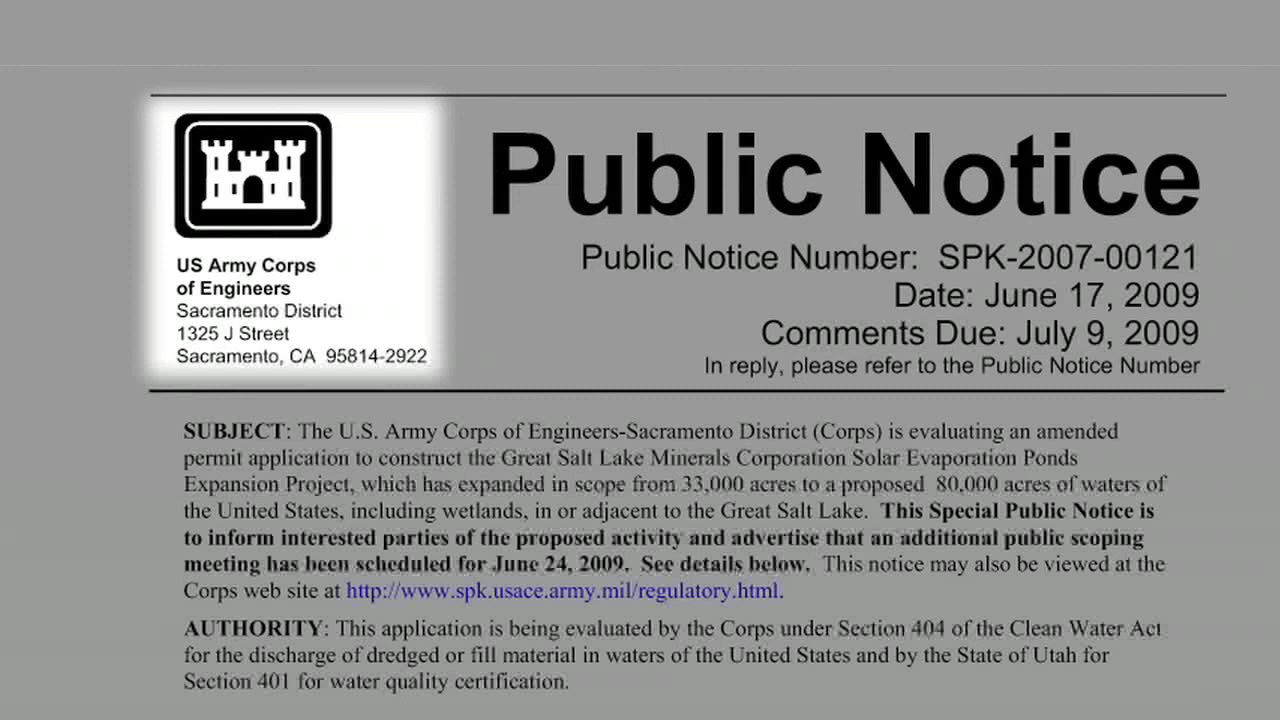 US Army Corps
of Engineers
Sacramento District
1325 J Street
Sacramento, CA  95814-2922
Public Notice
Public Notice Number:  SPK-2007-00121
Date: June 17, 2009
Comments Due: July 9, 2009
In reply, please refer to the Public Notice Number
SUBJECT: The U.S. Army Corps of Engineers-Sacramento District (Corps) is evaluating an amended
permit application to construct the Great Salt Lake Minerals Corporation Solar Evaporation Ponds
Expansion Project, which has expanded in scope from 33,000 acres to a proposed  80,000 acres of waters of
the United States, including wetlands, in or adjacent to the Great Salt Lake.  This Special Public Notice is
to inform interested parties of the proposed activity and advertise that an additional public scoping
meeting has been scheduled for June 24, 2009.  See details below.  This notice may also be viewed at the
Corps web site at http://www.spk.usace.army.mil/regulatory.html.
AUTHORITY: This application is being evaluated by the Corps under Section 404 of the Clean Water Act
for the discharge of dredged or fill material in waters of the United States and by the State of Utah for
Section 401 for water quality certification.